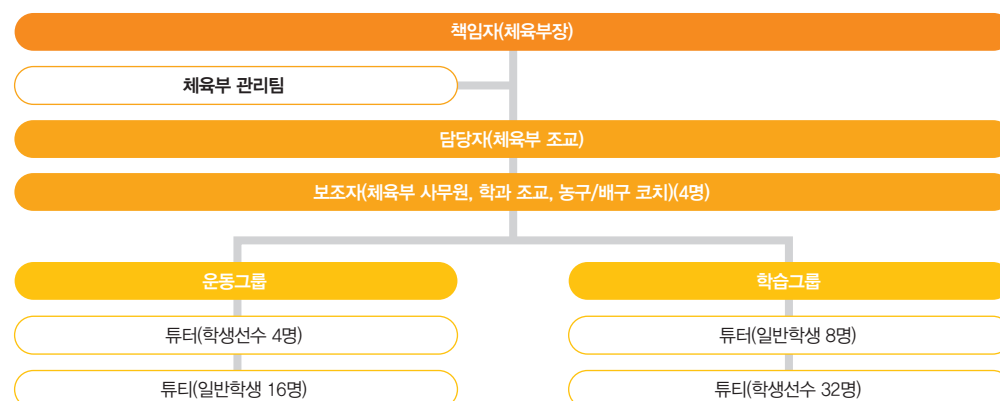 책임자(체육부장)
체육부 관리팀
담당자(체육부 조교)
보조자(체육부 사무원, 학과 조교, 농구/배구 코치)(4명)
운동그룹
학습그룹
튜터(학생선수 4명)
튜터(일반학생 8명)
튜티(일반학생 16명)
튜티(학생선수 32명)